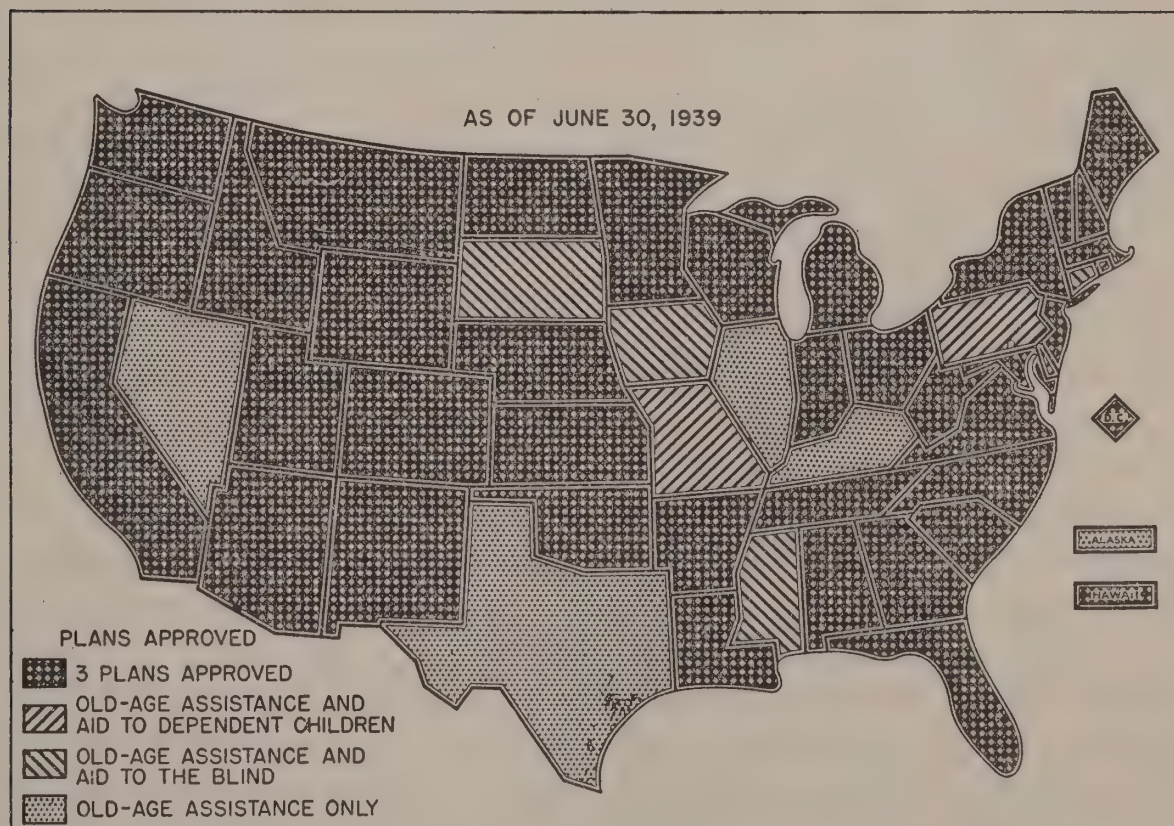 AS OF JUNE 30, 1939
D.C.
ALASKA
HAWAII
PLANS APPROVED
3 PLANS APPROVED
OLD-AGE ASSISTANCE AND
AID TO DEPENDENT CHILDREN
OLD-AGE ASSISTANCE AND
AID TO THE BLIND
OLD-AGE ASSISTANCE ONLY